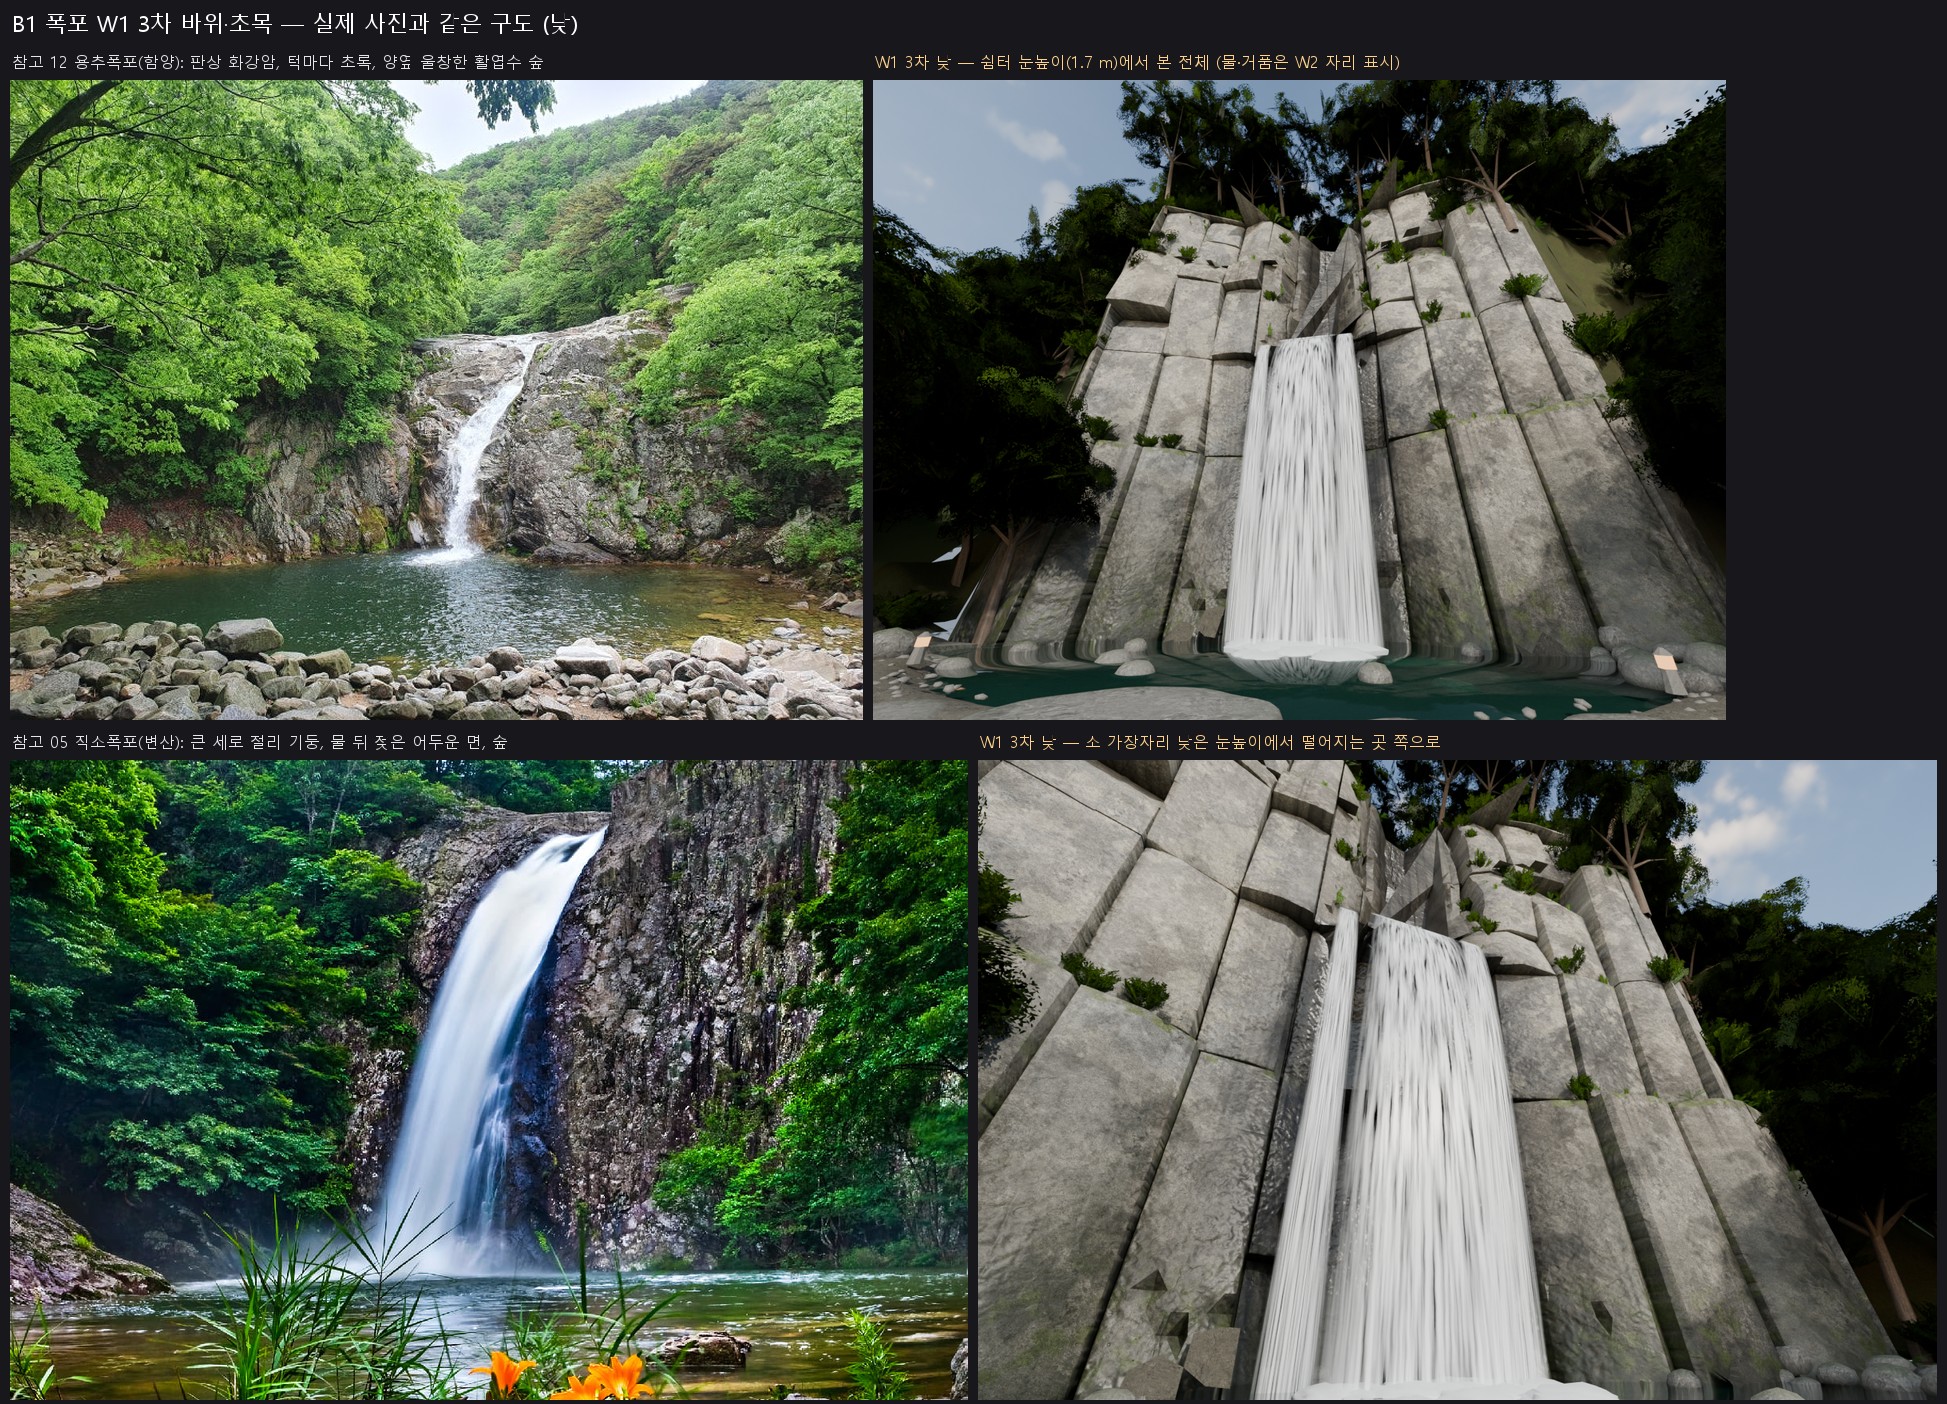 B1 폭포 W1 3차 바위·초목 — 실제 사진과 같은 구도 (낮)
참고 12 용추폭포(함양): 판상 화강암, 턱마다 초록, 양옆 울창한 활엽수 숲
W1 3차 낮 — 쉼터 눈높이(1.7 m)에서 본 전체 (물·거품은 W2 자리 표시)
참고 05 직소폭포(변산): 큰 세로 절리 기둥, 물 뒤 젖은 어두운 면, 숲
W1 3차 낮 — 소 가장자리 낮은 눈높이에서 떨어지는 곳 쪽으로